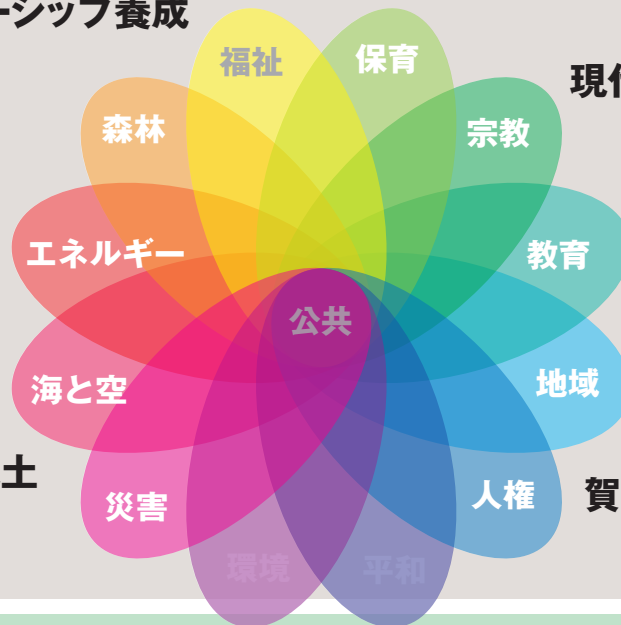 ーシップ養成
福祉
保育
現代
森林
宗教
エネルギー
教育
公共
海と空
地域
土
災害
人権
賀
環境
平和